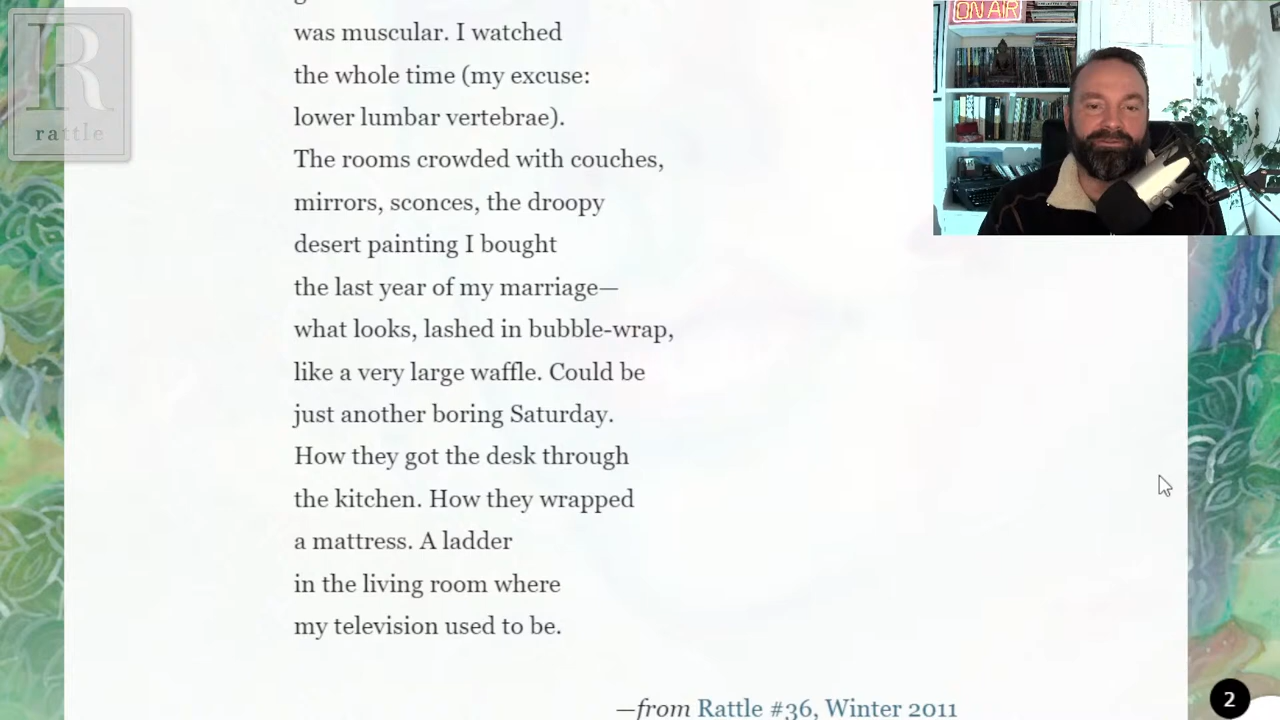 was muscular. I watched
the whole time (my excuse:
lower lumbar vertebrae).
The rooms crowded with couches,
mirrors, sconces, the droopy
desert painting I bought
the last year of my marriage—
what looks, lashed in bubble-wrap,
like a very large waffle. Could be
just another boring Saturday.
How they got the desk through
the kitchen. How they wrapped
a mattress. A ladder
in the living room where
my television used to be.
—from Rattle #36, Winter 2011
R
rattle
ON AIR
2